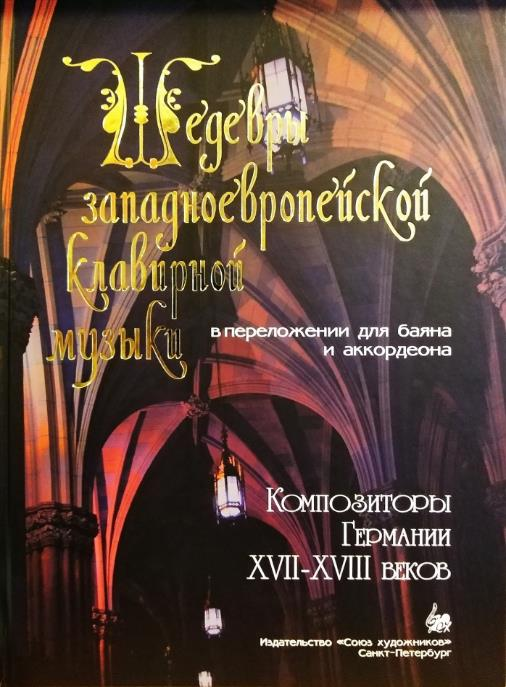 Шедевры
западноевропейской
клавирной
музыки
в переложении для баяна
и аккордеона
Композиторы
Германии
XVII-XVIII веков
Издательство «Союз художников»
Санкт-Петербург